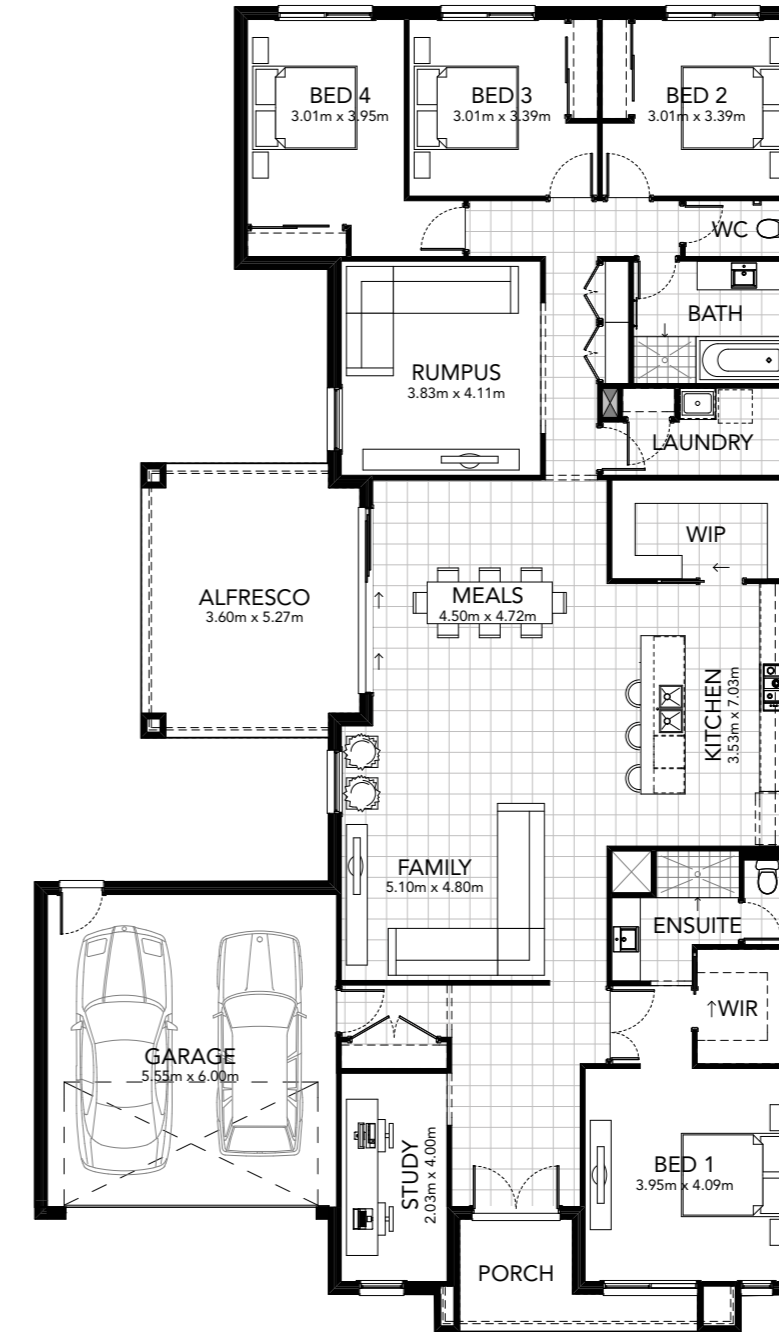 BED 4
3.01m x 3.95m
BED 3
3.01m x 3.39m
BED 2
3.01m x 3.39m
WC
BATH
RUMPUS
3.83m x 4.11m
LAUNDRY
WIP
ALFRESCO
3.60m x 5.27m
MEALS
4.50m x 4.72m
KITCHEN
3.53m x 7.03m
FAMILY
5.10m x 4.80m
ENSUITE
WIR
GARAGE
5.55m x 6.00m
STUDY
2.03m x 4.00m
BED 1
3.95m x 4.09m
PORCH